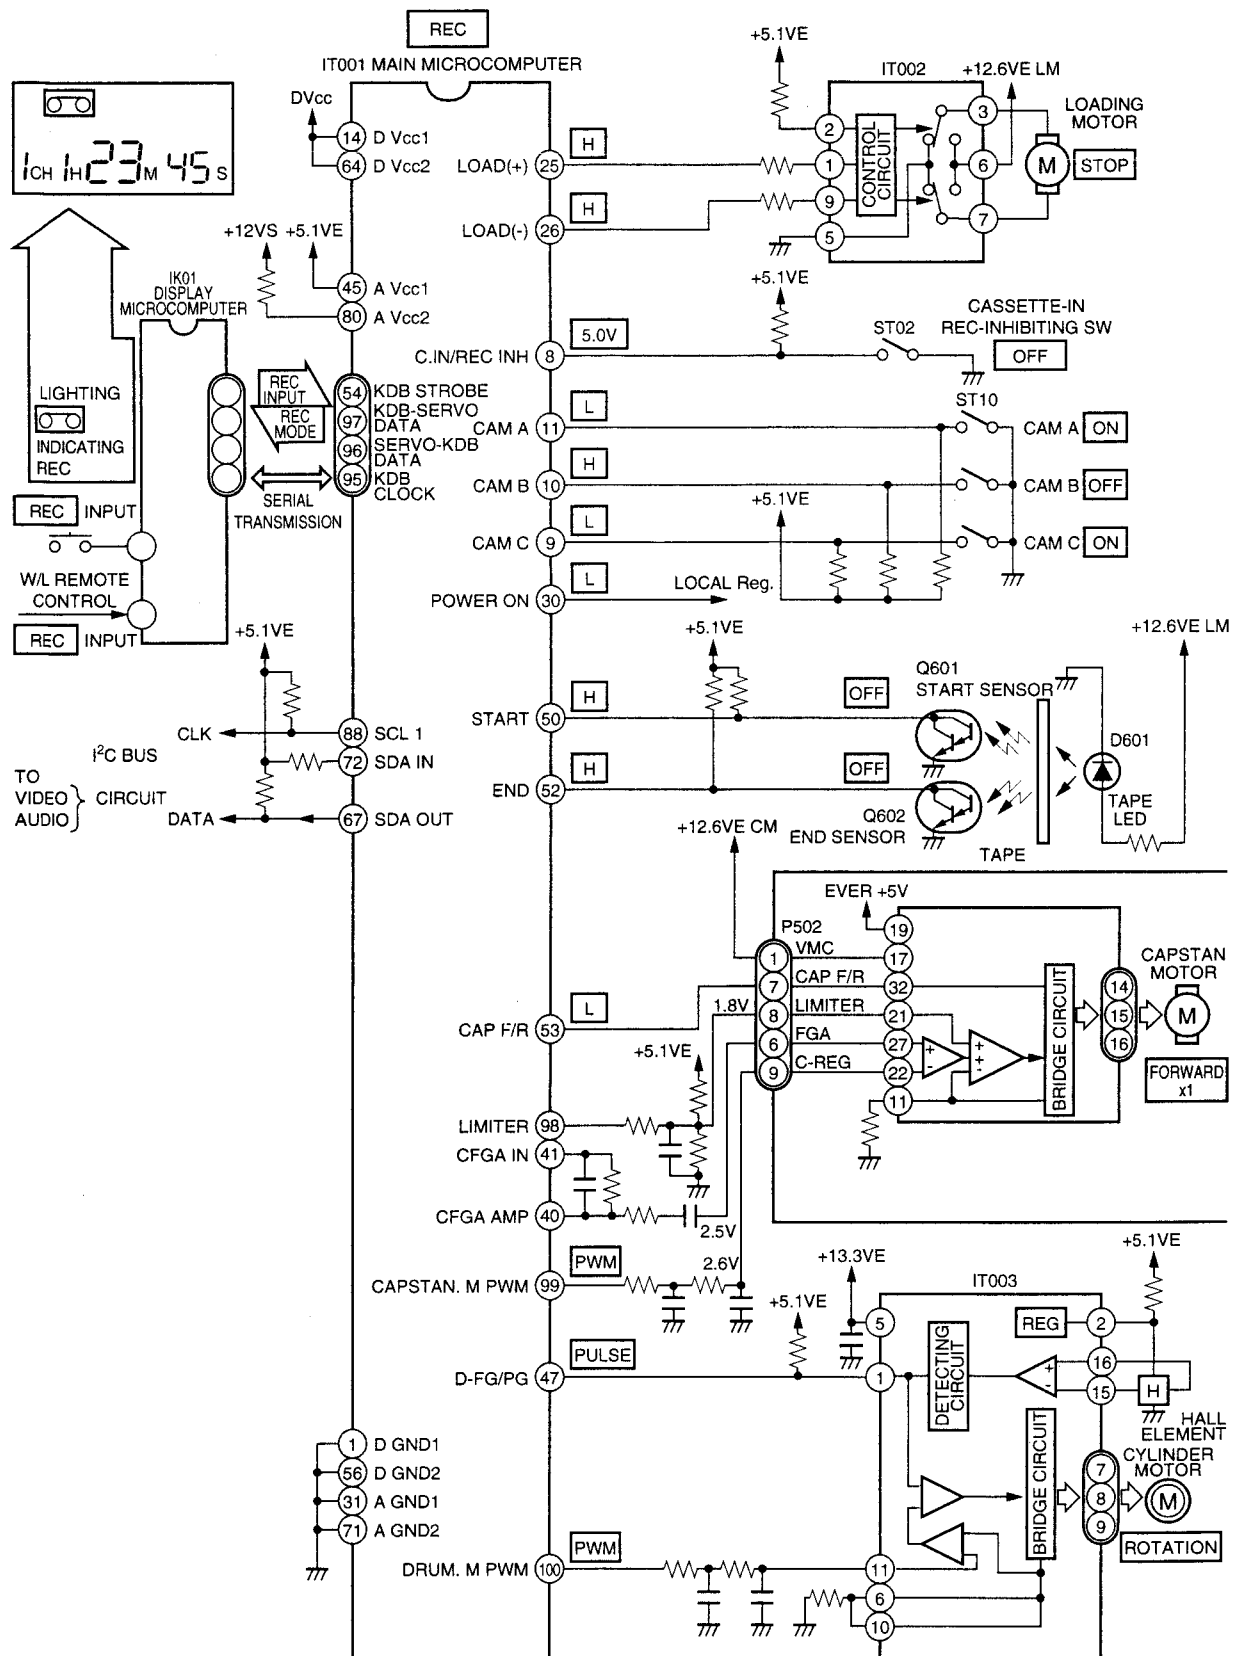 REC
IT001 MAIN MICROCOMPUTER
1CH 1H 23M 45S
DVcc
14 D Vcc1
64 D Vcc2
+12VS +5.1VE
45 A Vcc1
80 A Vcc2
IK01
DISPLAY
MICROCOMPUTER
LIGHTING
INDICATING
REC
REC
INPUT
REC
MODE
54 KDB STROBE
97 KDB-SERVO
DATA
96 SERVO-KDB
DATA
95 KDB
CLOCK
SERIAL
TRANSMISSION
REC INPUT
W/L REMOTE
CONTROL
REC INPUT
+5.1VE
CLK
88 SCL 1
I²C BUS
72 SDA IN
TO
VIDEO
AUDIO
CIRCUIT
DATA
67 SDA OUT
1 D GND1
56 D GND2
31 A GND1
71 A GND2
LOAD(+) 25 H
LOAD(-) 26 H
+5.1VE
IT002
+12.6VE LM
2
1
9
5
CONTROL
CIRCUIT
3
6
7
LOADING
MOTOR
M
STOP
+5.1VE
C.IN/REC INH 8 5.0V
ST02
CASSETTE-IN
REC-INHIBITING SW
OFF
ST10
CAM A 11 L
CAM A ON
CAM B 10 H
CAM B OFF
+5.1VE
CAM C 9 L
CAM C ON
POWER ON 30 L
LOCAL Reg.
+5.1VE
+12.6VE LM
START 50 H
OFF
Q601
START SENSOR
END 52 H
OFF
Q602
END SENSOR
D601
TAPE
LED
TAPE
+12.6VE CM
EVER +5V
P502
19
1 VMC 17
7 CAP F/R 32
8 LIMITER 21
6 FGA 27
9 C-REG 22
11
+
-
+
+
-
BRIDGE CIRCUIT
14
15
16
CAPSTAN
MOTOR
M
FORWARD
x1
CAP F/R 53 L
1.8V
+5.1VE
LIMITER 98
CFGA IN 41
CFGA AMP 40
2.5V
2.6V
CAPSTAN. M PWM 99 PWM
+13.3VE
+5.1VE
+5.1VE
IT003
5
REG 2
D-FG/PG 47 PULSE
1
DETECTING
CIRCUIT
+
-
16
15
H
HALL
ELEMENT
BRIDGE CIRCUIT
7
8
9
CYLINDER
MOTOR
M
ROTATION
DRUM. M PWM 100 PWM
11
6
10